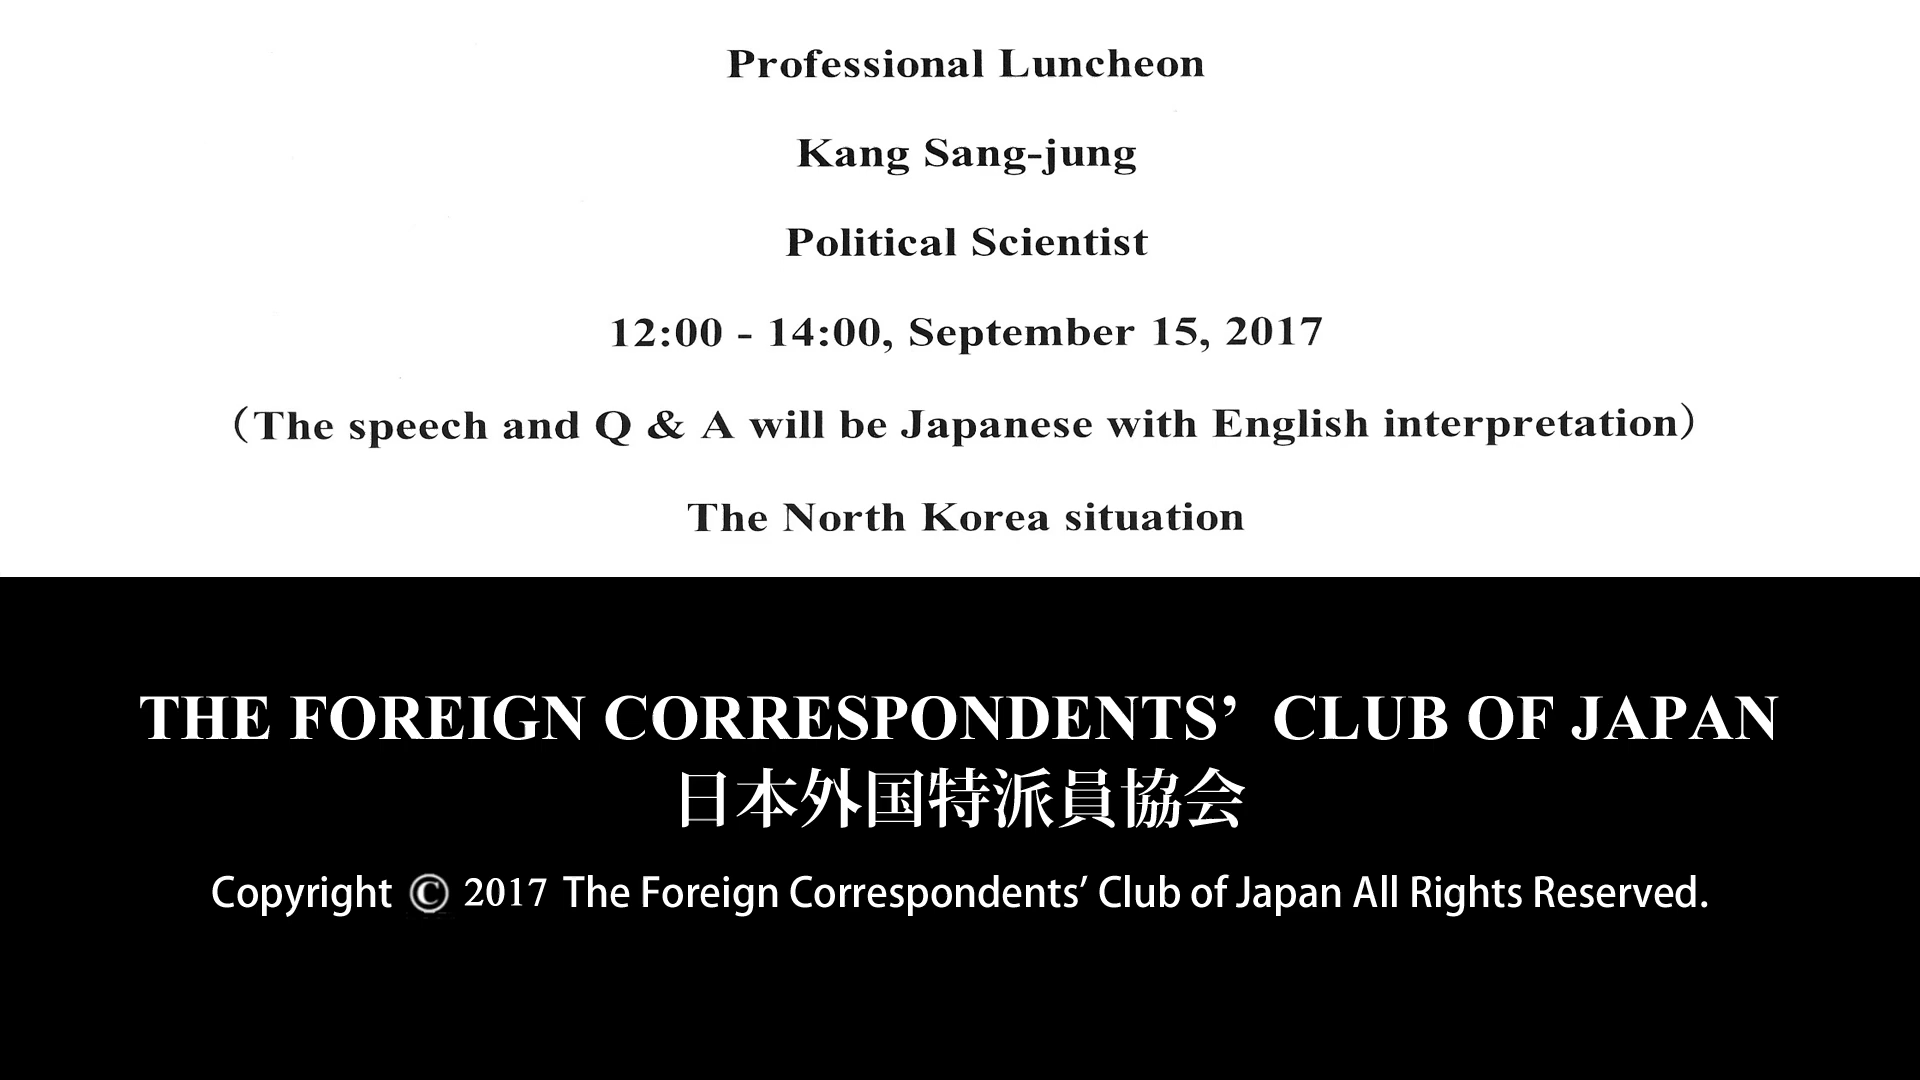 Professional Luncheon
Kang Sang-jung
Political Scientist
12:00 - 14:00, September 15, 2017
（The speech and Q & A will be Japanese with English interpretation）
The North Korea situation
THE FOREIGN CORRESPONDENTS’ CLUB OF JAPAN
日本外国特派員協会
Copyright © 2017 The Foreign Correspondents’ Club of Japan All Rights Reserved.